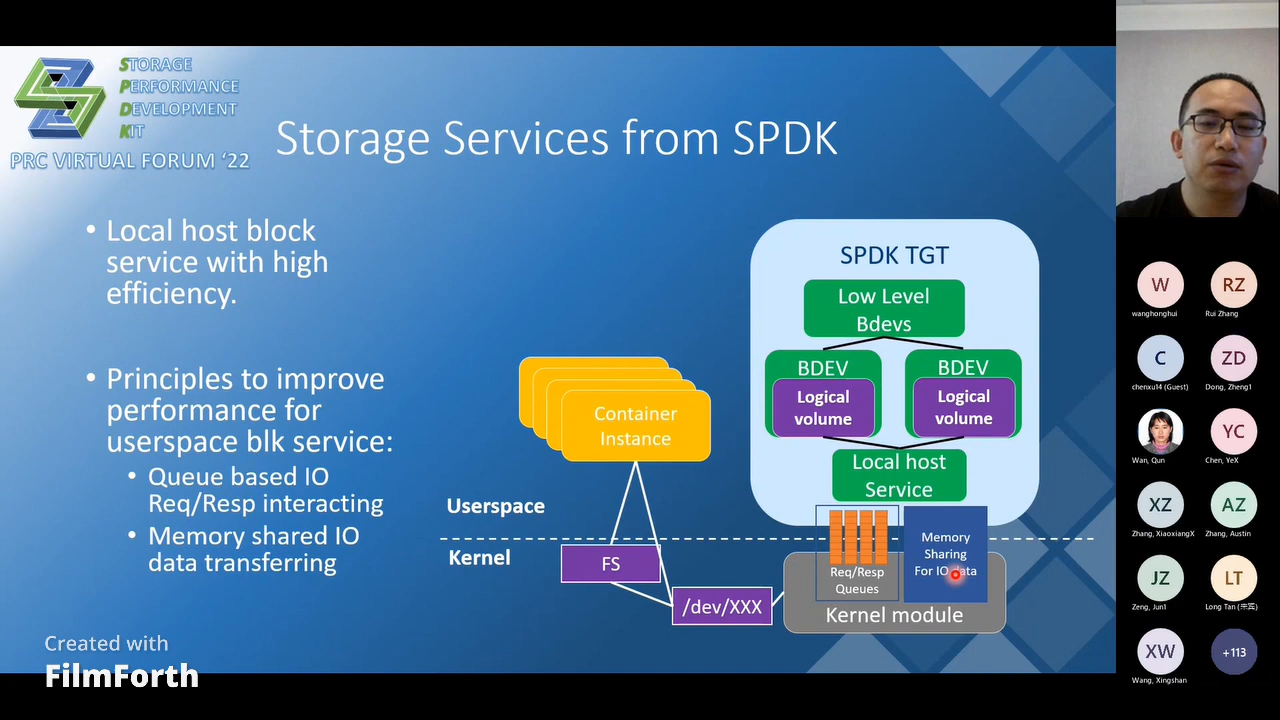 STORAGE
PERFORMANCE
DEVELOPMENT
KIT
PRC VIRTUAL FORUM ‘22
Storage Services from SPDK
• Local host block
service with high
efficiency.
• Principles to improve
performance for
userspace blk service:
• Queue based IO
Req/Resp interacting
• Memory shared IO
data transferring
Container
Instance
Userspace
Kernel
FS
/dev/XXX
SPDK TGT
Low Level
Bdevs
BDEV
Logical
volume
BDEV
Logical
volume
Local host
Service
Req/Resp
Queues
Memory
Sharing
For IO data
Kernel module
Created with
FilmForth
W
wanghonghui
RZ
Rui Zhang
C
chenxu14 (Guest)
ZD
Dong, Zheng1
Wan, Qun
YC
Chen, YeX
XZ
Zhang, XiaoxiangX
AZ
Zhang, Austin
JZ
Zeng, Jun1
LT
Long Tan (宋宾)
XW
Wang, Xingshan
+113